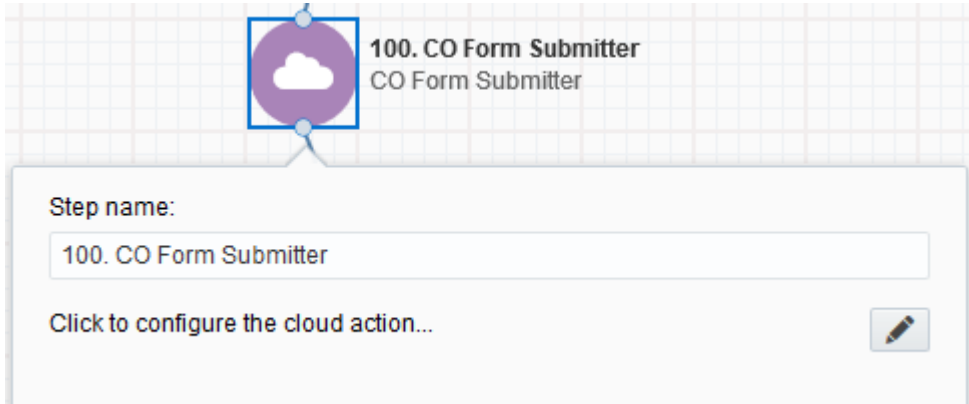 100. CO Form Submitter
CO Form Submitter
Step name:
100. CO Form Submitter
Click to configure the cloud action...